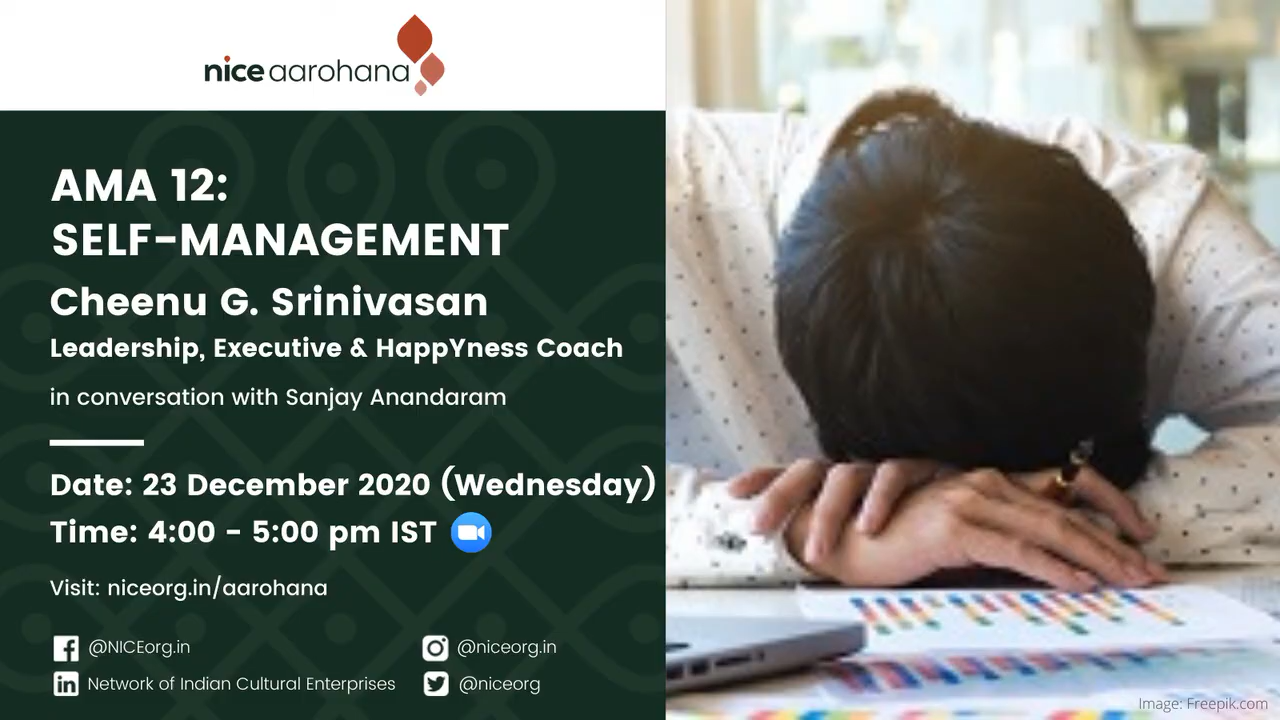 nice aarohana
AMA 12:
SELF-MANAGEMENT
Cheenu G. Srinivasan
Leadership, Executive & HappYness Coach
in conversation with Sanjay Anandaram
Date: 23 December 2020 (Wednesday)
Time: 4:00 - 5:00 pm IST
Visit: niceorg.in/aarohana
@NICEorg.in
@niceorg.in
Network of Indian Cultural Enterprises
@niceorg
Image: Freepik.com